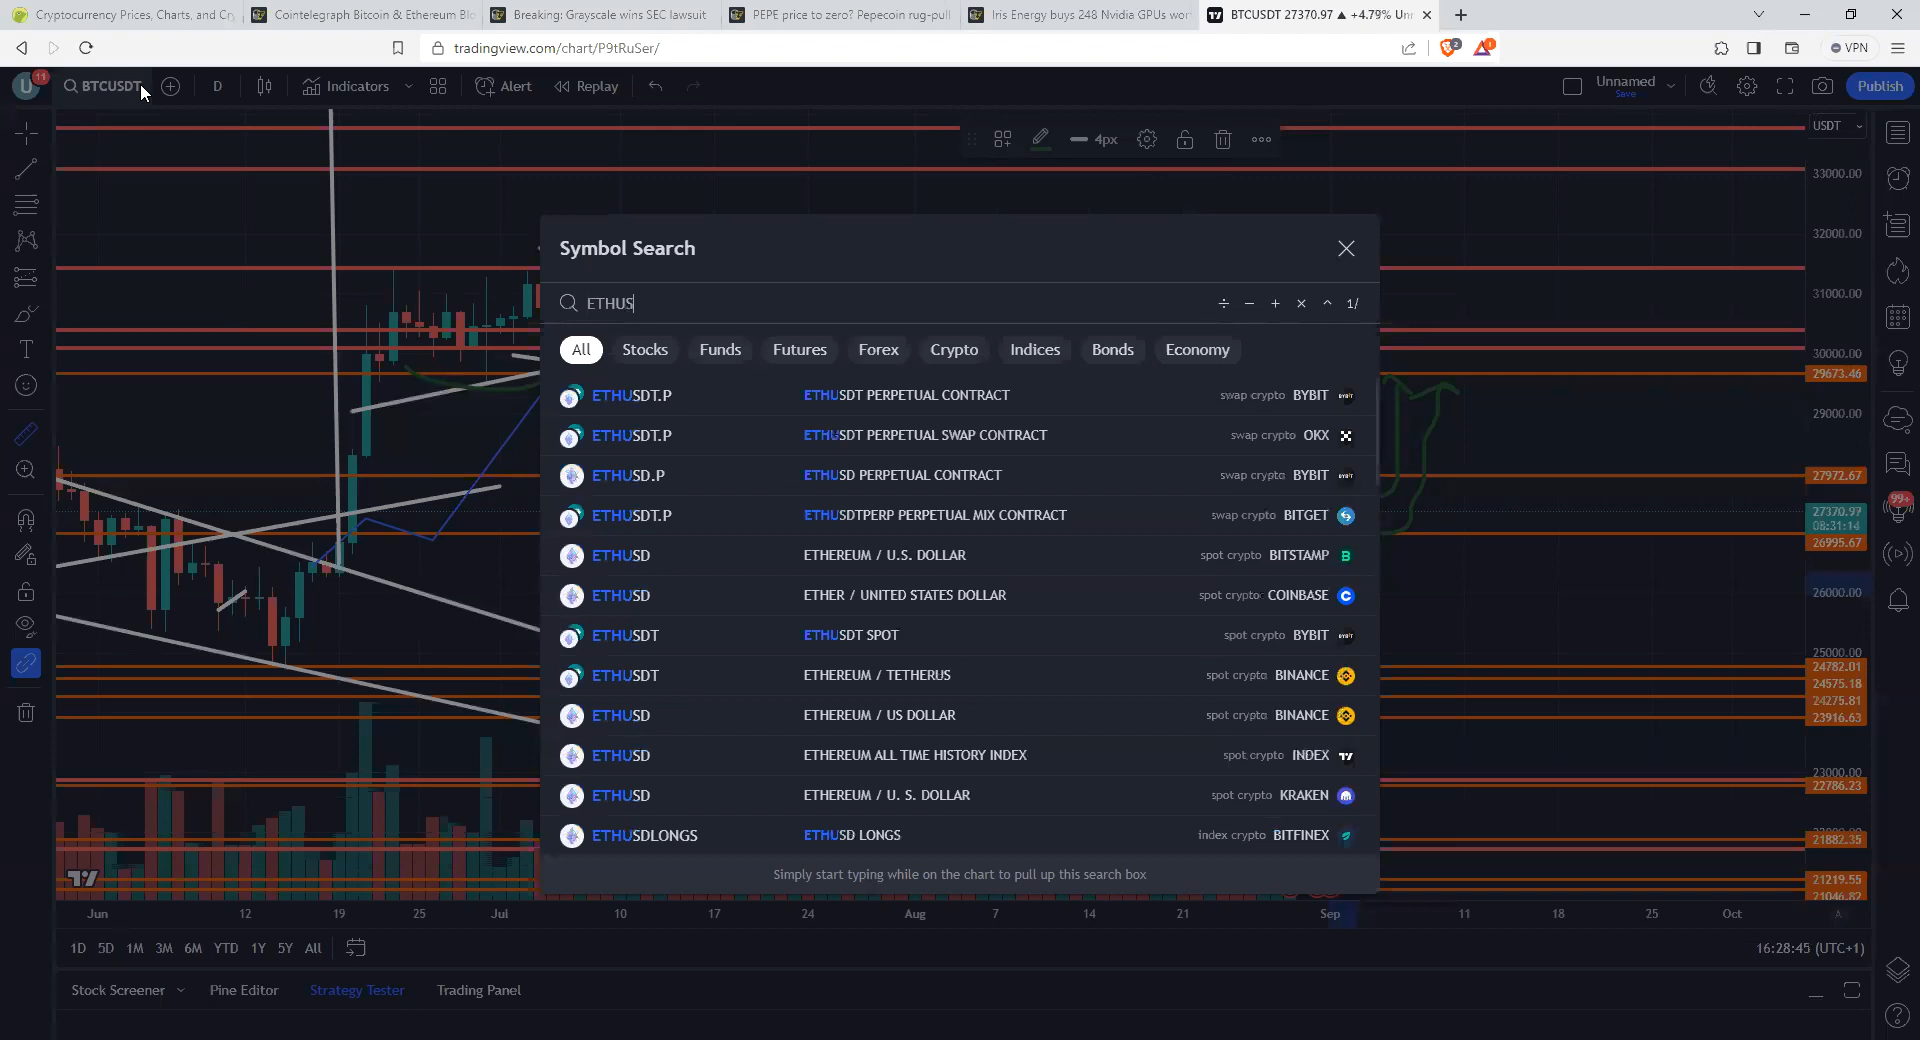 Cryptocurrency Prices, Charts, and Cry
Cointelegraph Bitcoin & Ethereum Blo
Breaking: Grayscale wins SEC lawsuit
PEPE price to zero? Pepecoin rug-pull
Iris Energy buys 248 Nvidia GPUs wor
BTCUSDT 27370.97 ▲ +4.79% Un
tradingview.com/chart/P9tRuSer/
2
1
VPN
U
11
BTCUSDT
D
Indicators
Alert
Replay
Unnamed
Save
Publish
4px
USDT
Symbol Search
ETHUS
÷ − + × ^ 1/
All
Stocks
Funds
Futures
Forex
Crypto
Indices
Bonds
Economy
ETHUSDT.P ETHUSDT PERPETUAL CONTRACT swap crypto BYBIT
ETHUSDT.P ETHUSDT PERPETUAL SWAP CONTRACT swap crypto OKX
ETHUSD.P ETHUSD PERPETUAL CONTRACT swap crypto BYBIT
ETHUSDT.P ETHUSDTPERP PERPETUAL MIX CONTRACT swap crypto BITGET
ETHUSD ETHEREUM / U.S. DOLLAR spot crypto BITSTAMP
ETHUSD ETHER / UNITED STATES DOLLAR spot crypto COINBASE
ETHUSDT ETHUSDT SPOT spot crypto BYBIT
ETHUSDT ETHEREUM / TETHERUS spot crypto BINANCE
ETHUSD ETHEREUM / US DOLLAR spot crypto BINANCE
ETHUSD ETHEREUM ALL TIME HISTORY INDEX spot crypto INDEX
ETHUSD ETHEREUM / U. S. DOLLAR spot crypto KRAKEN
ETHUSDLONGS ETHUSD LONGS index crypto BITFINEX
Simply start typing while on the chart to pull up this search box
33000.00
32000.00
31000.00
30000.00
29673.46
29000.00
27972.67
27370.97
08:31:14
26995.67
26000.00
25000.00
24782.01
24575.18
24275.81
23916.63
23000.00
22786.23
21882.35
21219.55
21046.82
99+
Jun 12 19 25 Jul 10 17 24 Aug 7 14 21 Sep 11 18 25 Oct
A
1D 5D 1M 3M 6M YTD 1Y 5Y All
16:28:45 (UTC+1)
Stock Screener
Pine Editor
Strategy Tester
Trading Panel